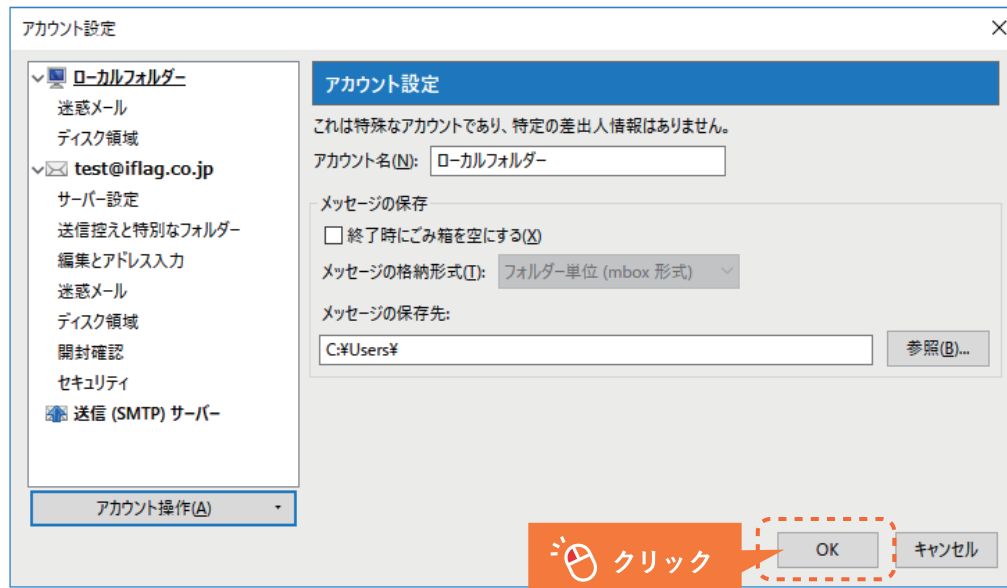 アカウント設定
ローカルフォルダー
迷惑メール
ディスク領域
test@iflag.co.jp
サーバー設定
送信控えと特別なフォルダー
編集とアドレス入力
迷惑メール
ディスク領域
開封確認
セキュリティ
送信 (SMTP) サーバー
アカウント操作(A)
アカウント設定
これは特殊なアカウントであり、特定の差出人情報はありません。
アカウント名(N): ローカルフォルダー
メッセージの保存
終了時にごみ箱を空にする(X)
メッセージの格納形式(T): フォルダー単位 (mbox 形式)
メッセージの保存先:
C:¥Users¥ 参照(B)...
クリック
OK キャンセル